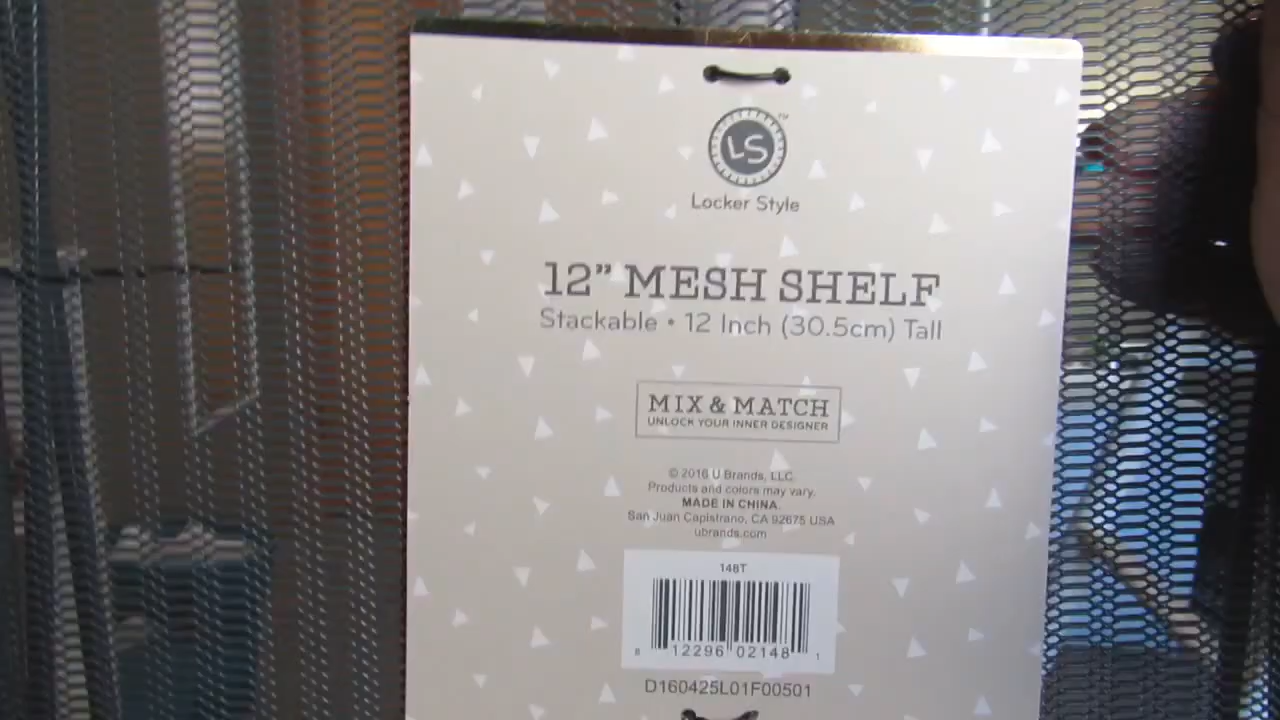 LS
™
Locker Style
12” MESH SHELF
Stackable • 12 Inch (30.5cm) Tall
MIX & MATCH
UNLOCK YOUR INNER DESIGNER
© 2016 U Brands, LLC.
Products and colors may vary.
MADE IN CHINA.
San Juan Capistrano, CA 92675 USA
ubrands.com
148T
8 12296 02148 1
D160425L01F00501